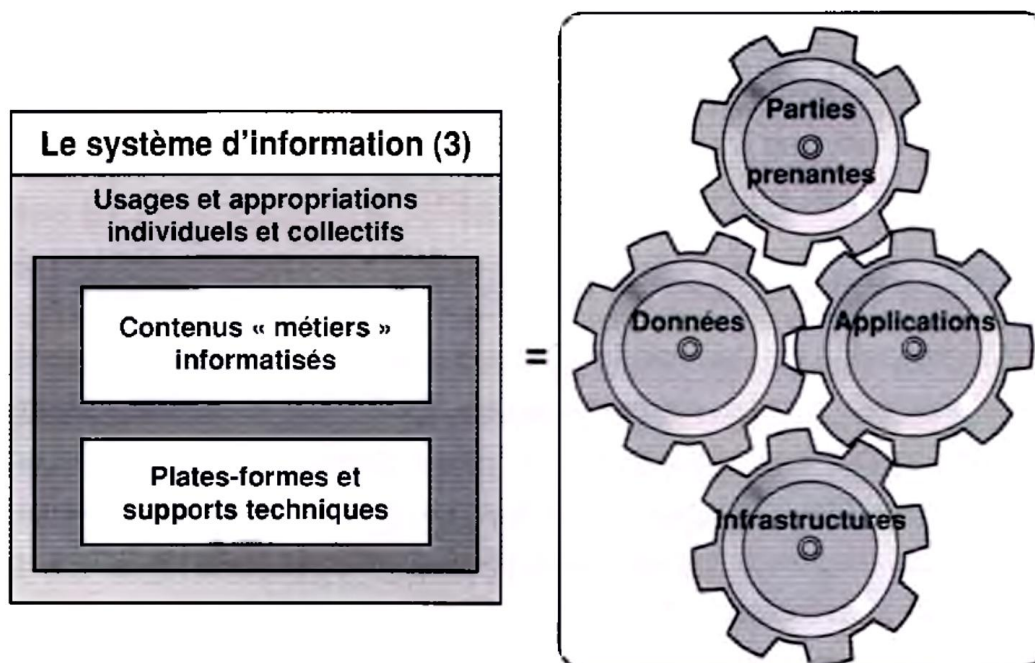 Le système d'information (3)
Usages et appropriations
individuels et collectifs
Contenus « métiers »
informatisés
Plates-formes et
supports techniques
=
Parties
prenantes
Données
Applications
Infrastructures